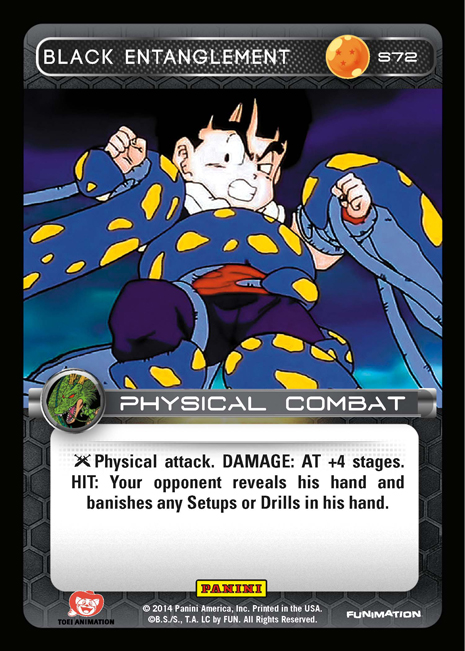 BLACK ENTANGLEMENT S72
PHYSICAL COMBAT
Physical attack. DAMAGE: AT +4 stages.
HIT: Your opponent reveals his hand and
banishes any Setups or Drills in his hand.
PANINI
TOEI ANIMATION
© 2014 Panini America, Inc. Printed in the USA.
©B.S./S., T.A. LC by FUN. All Rights Reserved.
FUNIMATION